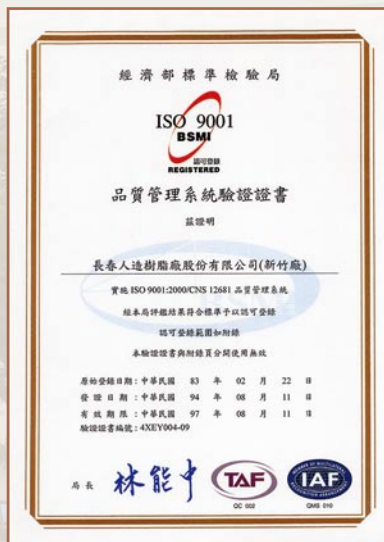 經濟部標準檢驗局
ISO 9001
BSMI
認可登錄
REGISTERED
品質管理系統驗證證書
茲證明
長春人造樹脂廠股份有限公司(新竹廠)
實施 ISO 9001:2000/CNS 12681 品質管理系統
經本局評鑑結果符合標準予以認可登錄
認可登錄範圍如附錄
本驗證證書與附錄頁分開使用無效
原始登錄日期：中華民國 83 年 02 月 22 日
發證日期：中華民國 94 年 08 月 11 日
有效期限：中華民國 97 年 08 月 11 日
驗證證書編號：4XEY004-09
局長 林能中
TAF
QC 002
MEMBER OF MULTILATERAL RECOGNITION ARRANGEMENT
IAF
QMS 010